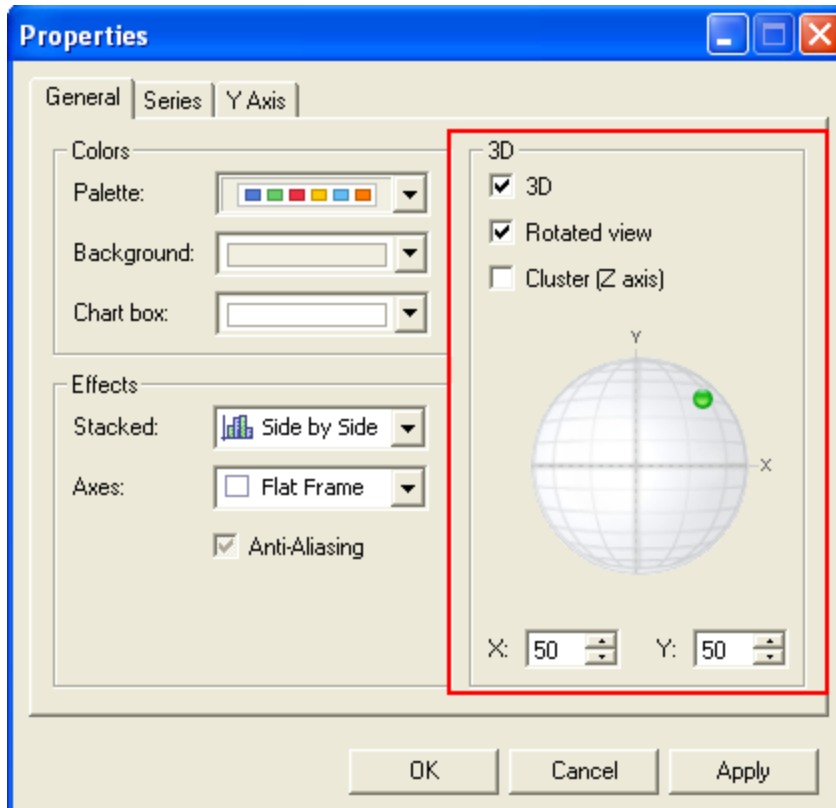 Properties
General Series Y Axis
Colors
Palette:
Background:
Chart box:
Effects
Stacked: Side by Side
Axes: Flat Frame
Anti-Aliasing
3D
3D
Rotated view
Cluster (Z axis)
Y
X
X: 50 Y: 50
OK Cancel Apply